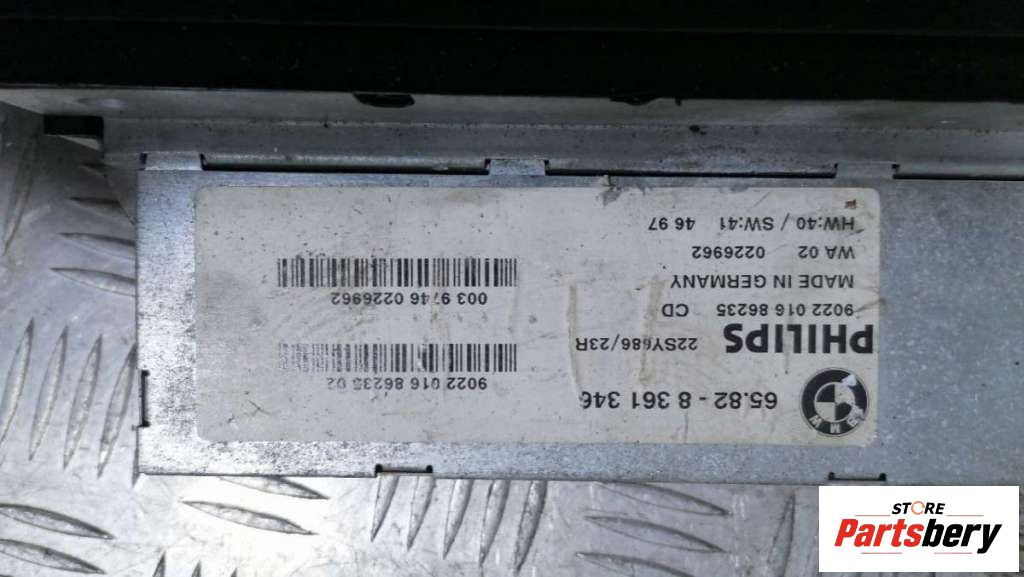 BMW
65.82 - 8 361 346
PHILIPS 22SY686/23R
9022 016 86235 CD
MADE IN GERMANY
WA 02 0226962
HW:40 / SW:41 46 97
9022 016 86235 02
003 9746 0226962
STORE
Partsbery